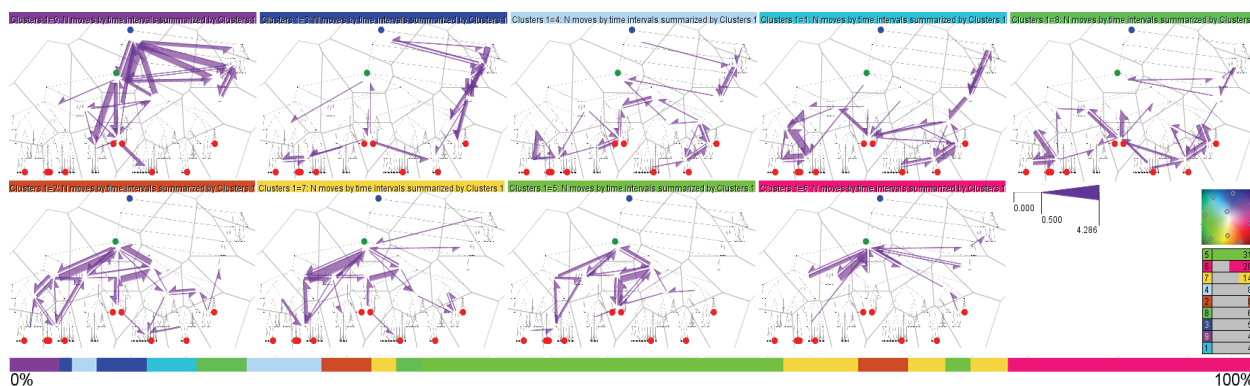 Clusters 1=9: N moves by time intervals summarized by Clusters 1
Clusters 1=3: N moves by time intervals summarized by Clusters 1
Clusters 1=4: N moves by time intervals summarized by Clusters 1
Clusters 1=1: N moves by time intervals summarized by Clusters 1
Clusters 1=8: N moves by time intervals summarized by Clusters 1
Clusters 1=2: N moves by time intervals summarized by Clusters 1
Clusters 1=7: N moves by time intervals summarized by Clusters 1
Clusters 1=5: N moves by time intervals summarized by Clusters 1
Clusters 1=6: N moves by time intervals summarized by Clusters 1
0.000
0.500
4.286
5 31
6 20
7 14
4
2
8
3
9
1
0%
100%